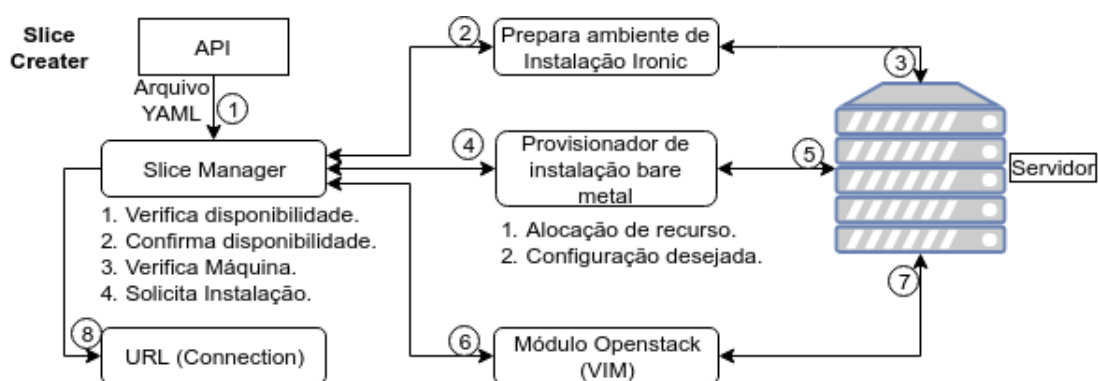 Slice
Creater
API
Arquivo
YAML
1
Slice Manager
1. Verifica disponibilidade.
2. Confirma disponibilidade.
3. Verifica Máquina.
4. Solicita Instalação.
8
URL (Connection)
2
Prepara ambiente de
Instalação Ironic
3
4
Provisionador de
instalação bare
metal
5
1. Alocação de recurso.
2. Configuração desejada.
Servidor
6
Módulo Openstack
(VIM)
7